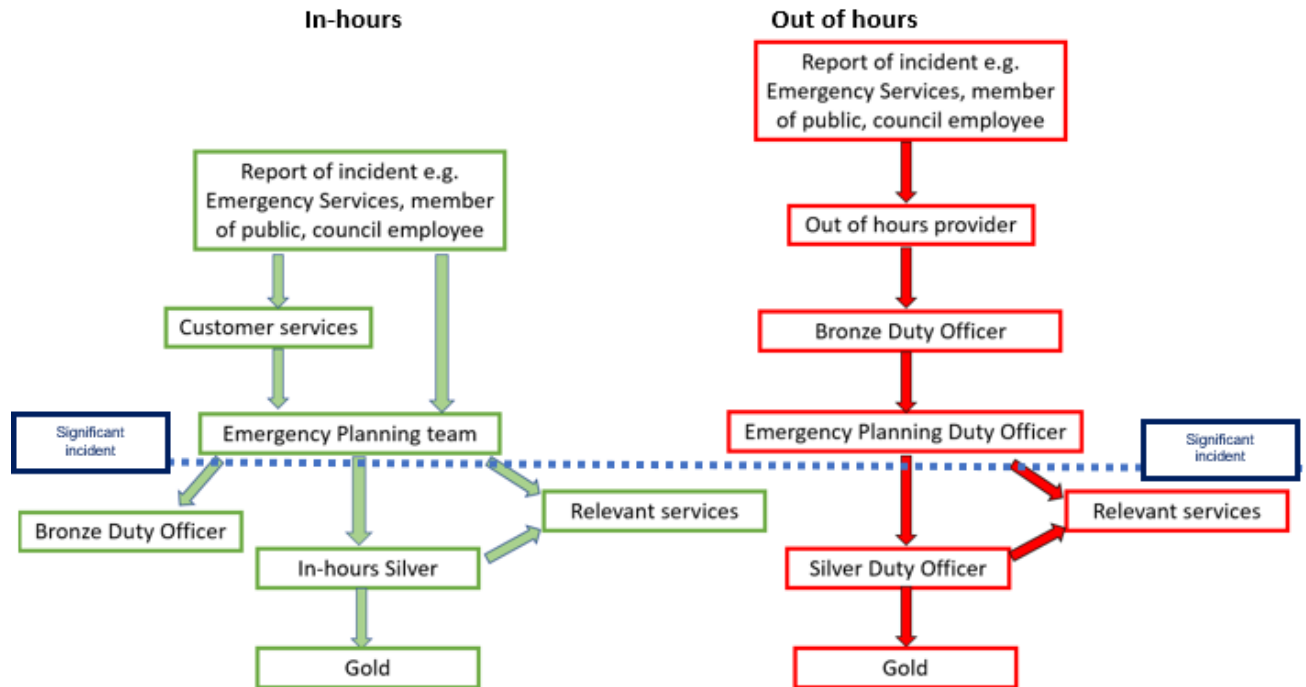 In-hours
Out of hours
Report of incident e.g.
Emergency Services, member
of public, council employee
Report of incident e.g.
Emergency Services, member
of public, council employee
Out of hours provider
Customer services
Bronze Duty Officer
Significant
incident
Emergency Planning team
Emergency Planning Duty Officer
Significant
incident
Bronze Duty Officer
Relevant services
Relevant services
In-hours Silver
Silver Duty Officer
Gold
Gold